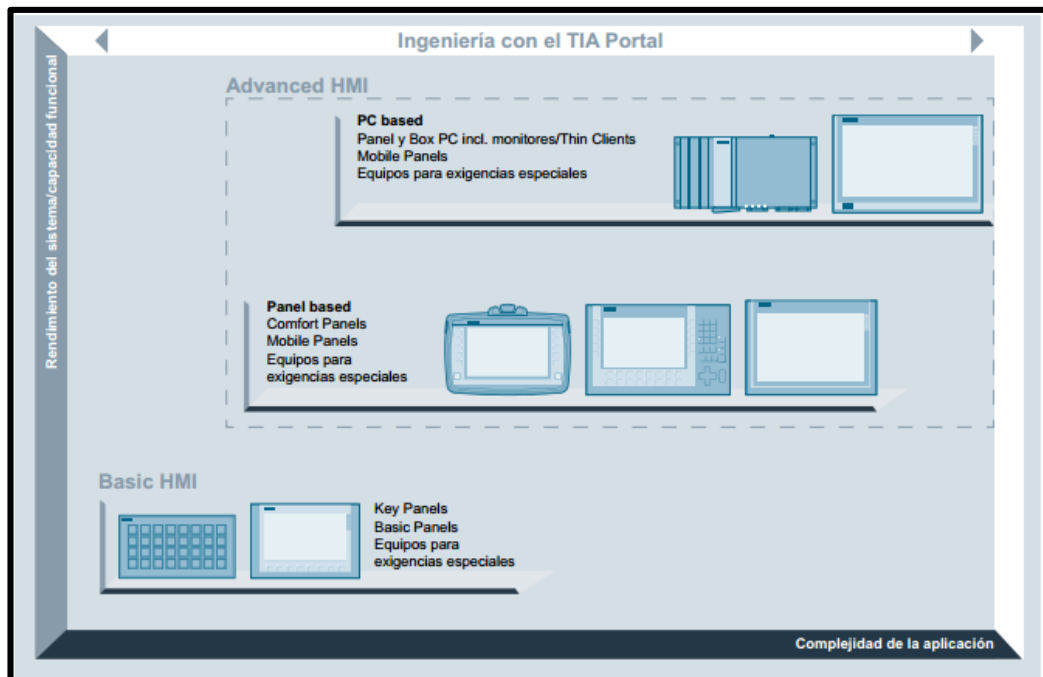 Ingeniería con el TIA Portal
Rendimiento del sistema/capacidad funcional
Advanced HMI
PC based
Panel y Box PC incl. monitores/Thin Clients
Mobile Panels
Equipos para exigencias especiales
Panel based
Comfort Panels
Mobile Panels
Equipos para
exigencias especiales
Basic HMI
Key Panels
Basic Panels
Equipos para
exigencias especiales
Complejidad de la aplicación